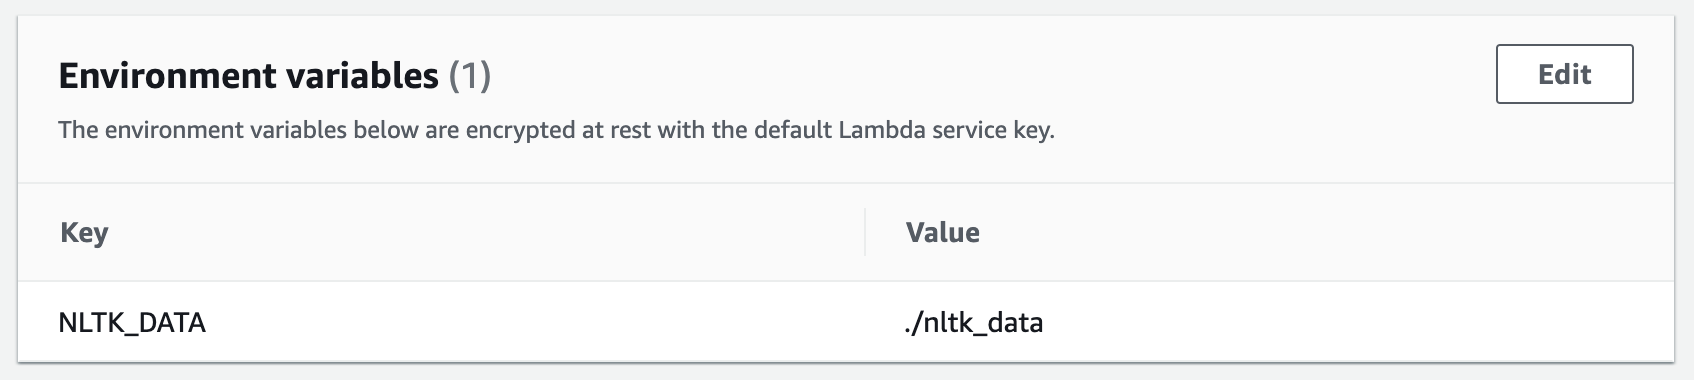 Environment variables (1)
Edit
The environment variables below are encrypted at rest with the default Lambda service key.
Key Value
NLTK_DATA ./nltk_data